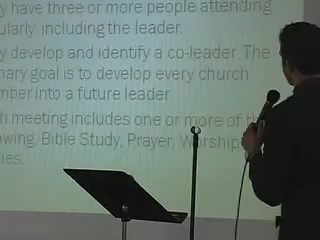 y have three or more people attending
ularly, including the leader.
y develop and identify a co-leader. The
mary goal is to develop every church
mber into a future leader
h meeting includes one or more of th
owing, Bible Study, Prayer, Worship
ies.